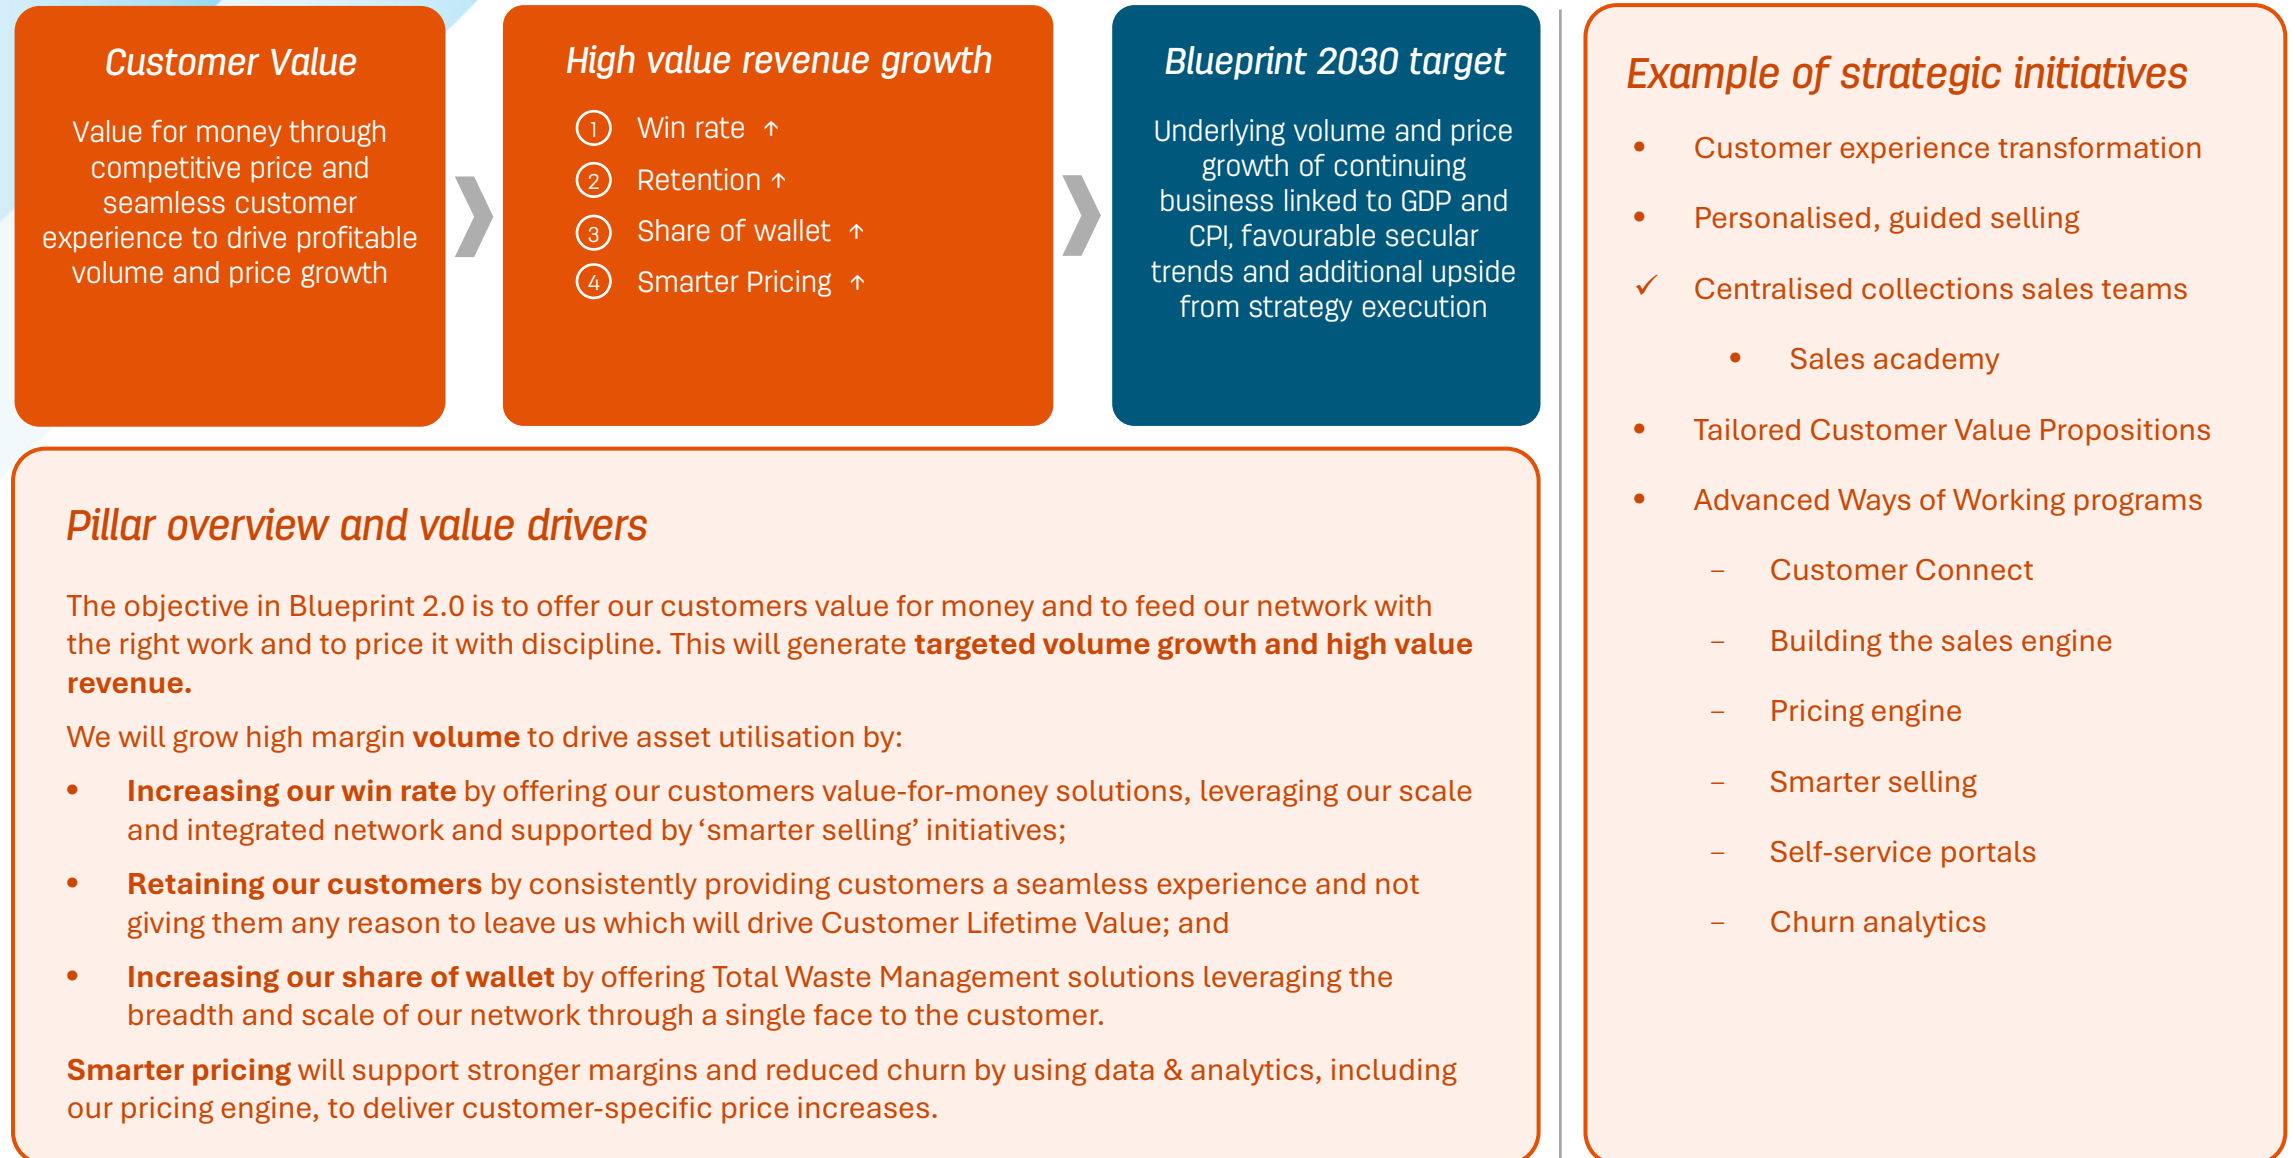 Customer Value
Value for money through
competitive price and
seamless customer
experience to drive profitable
volume and price growth
High value revenue growth
1 Win rate ↑
2 Retention ↑
3 Share of wallet ↑
4 Smarter Pricing ↑
Blueprint 2030 target
Underlying volume and price
growth of continuing
business linked to GDP and
CPI, favourable secular
trends and additional upside
from strategy execution
Pillar overview and value drivers
The objective in Blueprint 2.0 is to offer our customers value for money and to feed our network with
the right work and to price it with discipline. This will generate targeted volume growth and high value
revenue.
We will grow high margin volume to drive asset utilisation by:
• Increasing our win rate by offering our customers value-for-money solutions, leveraging our scale
and integrated network and supported by ‘smarter selling’ initiatives;
• Retaining our customers by consistently providing customers a seamless experience and not
giving them any reason to leave us which will drive Customer Lifetime Value; and
• Increasing our share of wallet by offering Total Waste Management solutions leveraging the
breadth and scale of our network through a single face to the customer.
Smarter pricing will support stronger margins and reduced churn by using data & analytics, including
our pricing engine, to deliver customer-specific price increases.
Example of strategic initiatives
• Customer experience transformation
• Personalised, guided selling
✓ Centralised collections sales teams
• Sales academy
• Tailored Customer Value Propositions
• Advanced Ways of Working programs
– Customer Connect
– Building the sales engine
– Pricing engine
– Smarter selling
– Self-service portals
– Churn analytics